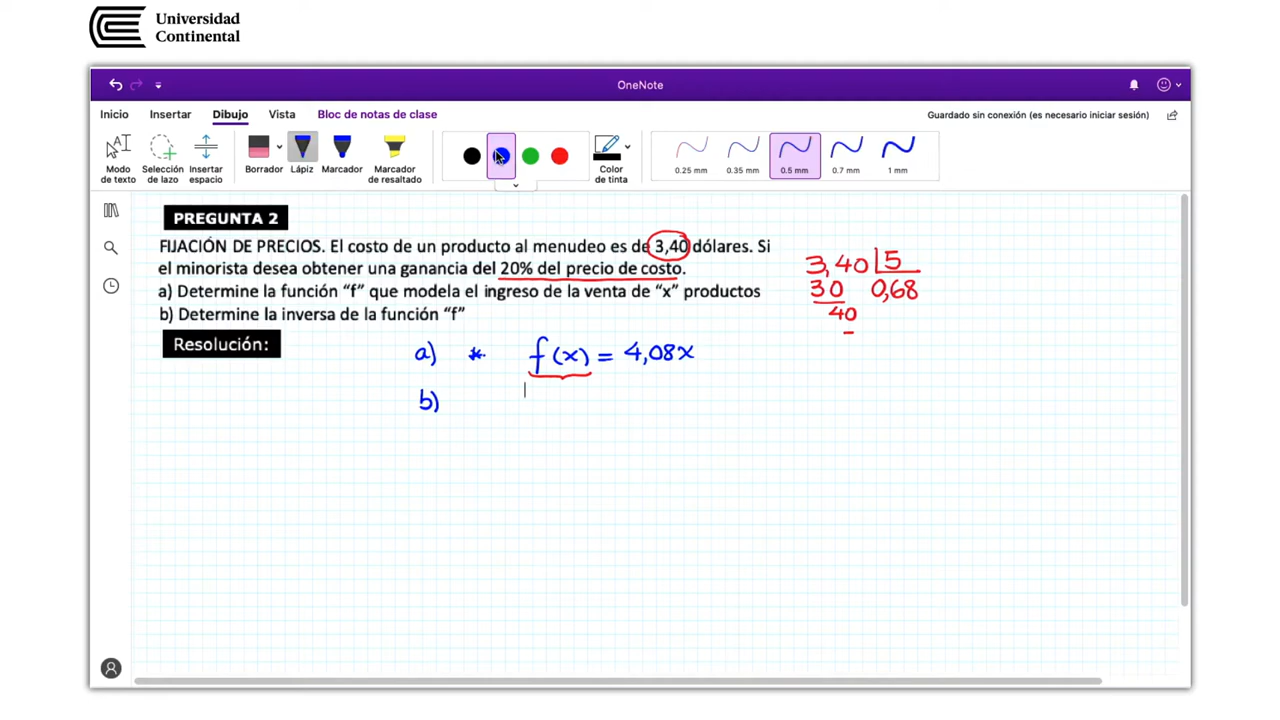 Universidad
Continental
OneNote
Inicio Insertar Dibujo Vista Bloc de notas de clase
Guardado sin conexión (es necesario iniciar sesión)
Modo de texto
Selección de lazo
Insertar espacio
Borrador
Lápiz
Marcador
Marcador de resaltado
Color de tinta
0.25 mm
0.35 mm
0.5 mm
0.7 mm
1 mm
PREGUNTA 2
FIJACIÓN DE PRECIOS. El costo de un producto al menudeo es de 3,40 dólares. Si
el minorista desea obtener una ganancia del 20% del precio de costo.
a) Determine la función “f” que modela el ingreso de la venta de “x” productos
b) Determine la inversa de la función “f”
3,40 5
30 0,68
40
Resolución:
a) * f(x) = 4,08x
b)